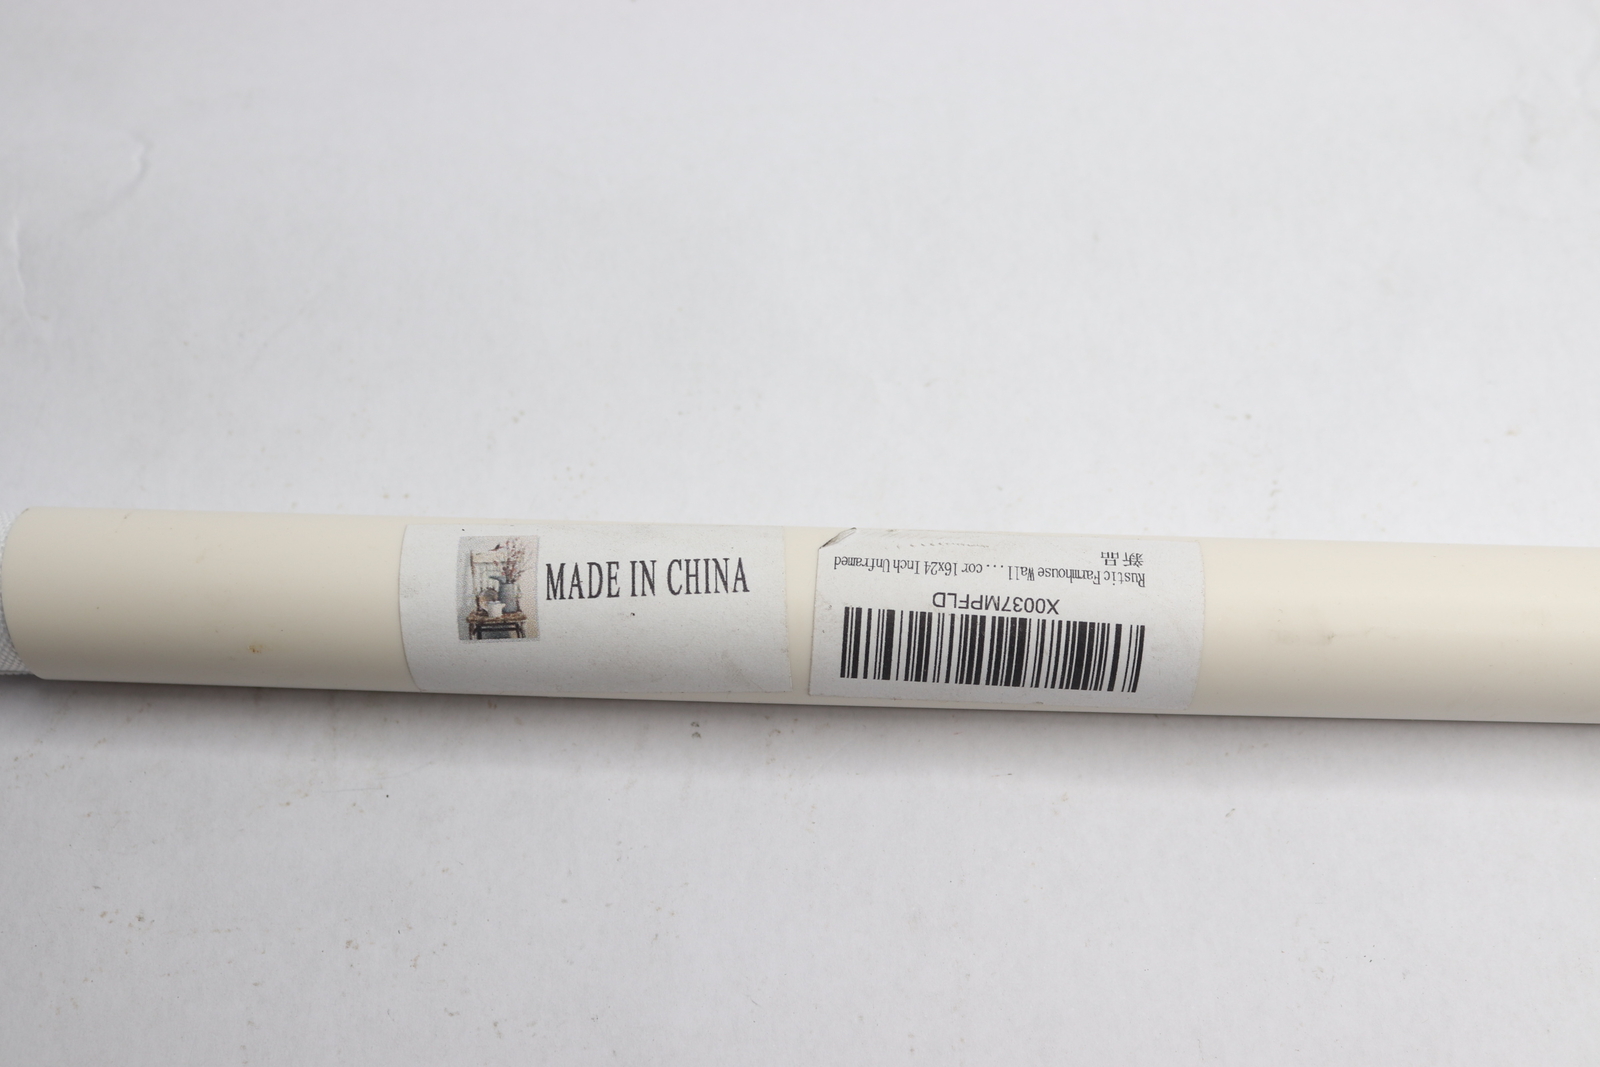 MADE IN CHINA
X0037MPFLD
Rustic Farmhouse Wall ... cor 16x24 Inch Unframed
新品